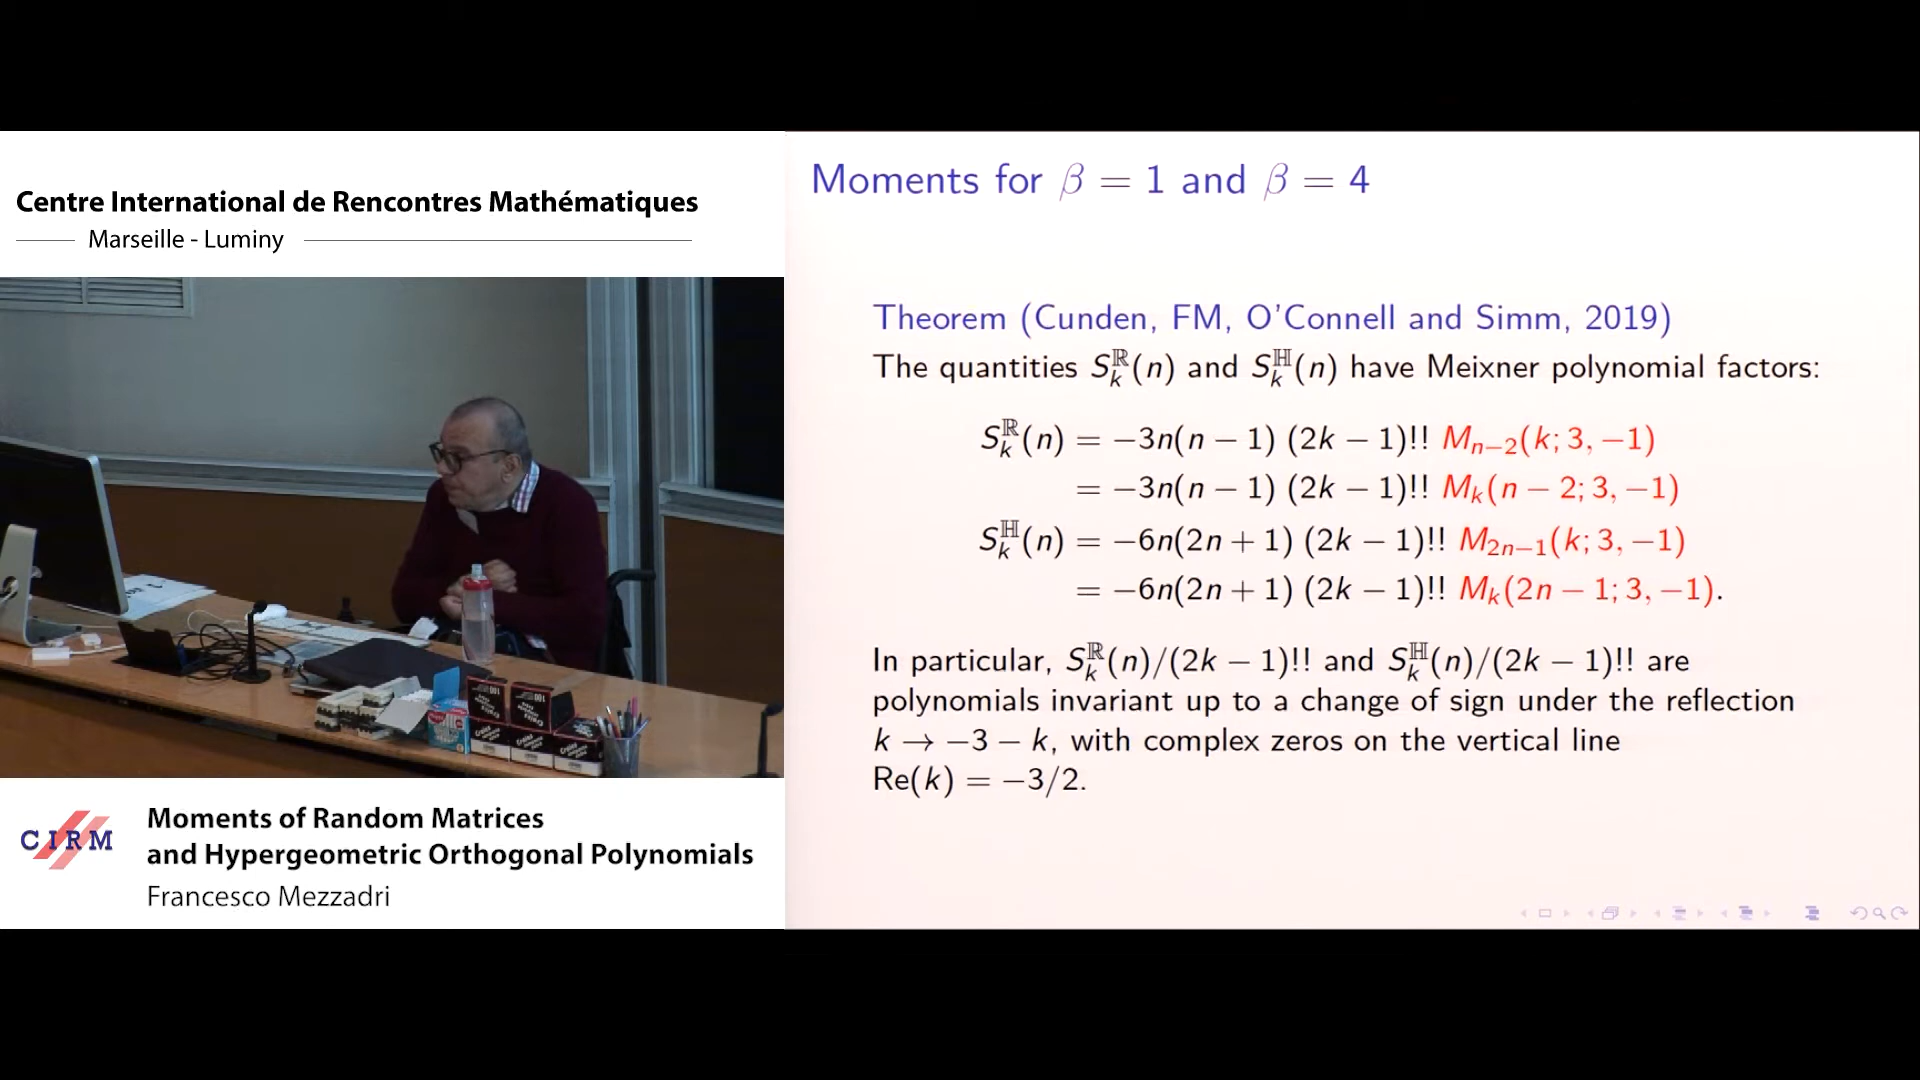 Centre International de Rencontres Mathématiques
Marseille - Luminy
Moments for β = 1 and β = 4
Theorem (Cunden, FM, O'Connell and Simm, 2019)
The quantities S_k^ℝ(n) and S_k^ℍ(n) have Meixner polynomial factors:
S_k^ℝ(n) = −3n(n − 1) (2k − 1)!! M_{n−2}(k; 3, −1)
= −3n(n − 1) (2k − 1)!! M_k(n − 2; 3, −1)
S_k^ℍ(n) = −6n(2n + 1) (2k − 1)!! M_{2n−1}(k; 3, −1)
= −6n(2n + 1) (2k − 1)!! M_k(2n − 1; 3, −1).
In particular, S_k^ℝ(n)/(2k − 1)!! and S_k^ℍ(n)/(2k − 1)!! are
polynomials invariant up to a change of sign under the reflection
k → −3 − k, with complex zeros on the vertical line
Re(k) = −3/2.
CIRM
Moments of Random Matrices
and Hypergeometric Orthogonal Polynomials
Francesco Mezzadri